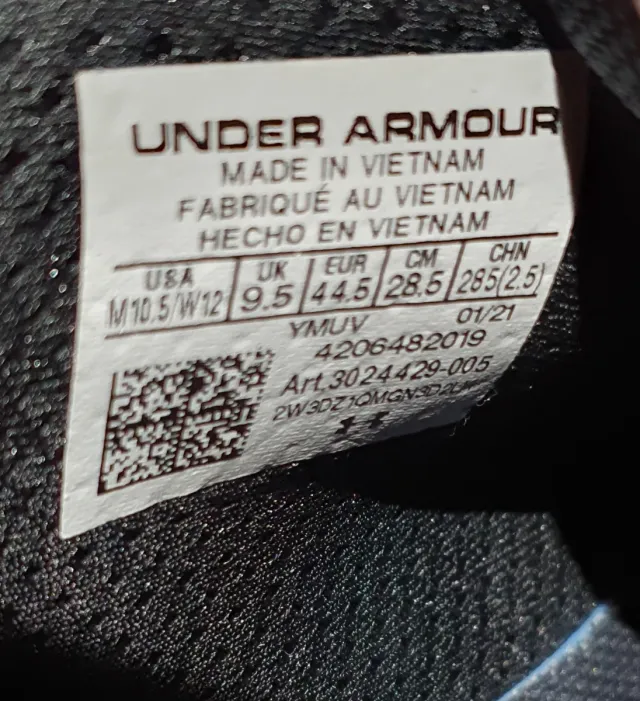 UNDER ARMOUR
MADE IN VIETNAM
FABRIQUÉ AU VIETNAM
HECHO EN VIETNAM
USA UK EUR CM CHN
M10.5/W12 9.5 44.5 28.5 285(2.5)
YMUV 01/21
4206482019
Art.3024429-005